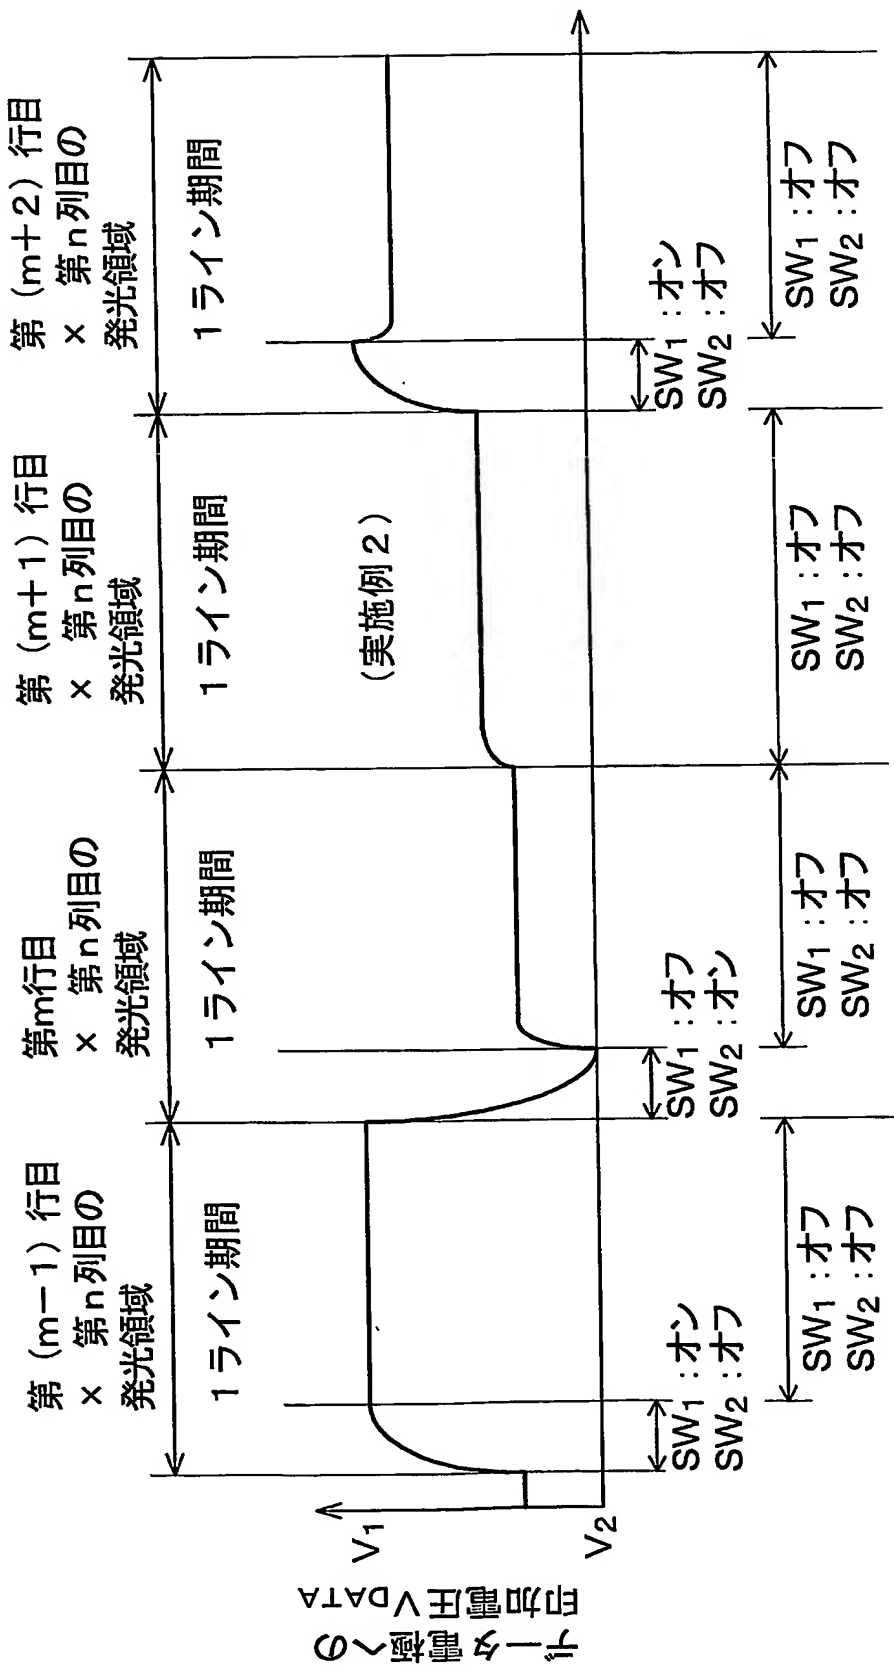 データ電極への
印加電圧VDATA
V1
V2
第（m－1）行目
× 第n列目の
発光領域
1ライン期間
SW1：オン
SW2：オフ
SW1：オフ
SW2：オフ
第m行目
× 第n列目の
発光領域
1ライン期間
SW1：オフ
SW2：オン
SW1：オフ
SW2：オフ
第（m＋1）行目
× 第n列目の
発光領域
1ライン期間
（実施例2）
SW1：オフ
SW2：オフ
第（m＋2）行目
× 第n列目の
発光領域
1ライン期間
SW1：オン
SW2：オフ
SW1：オフ
SW2：オフ